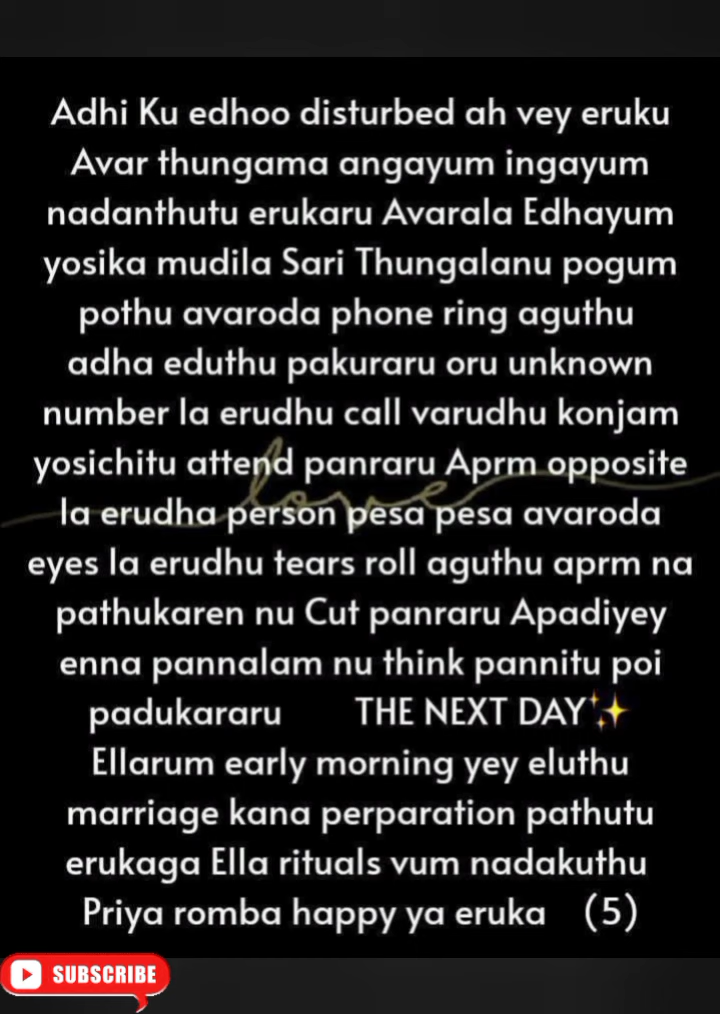 Adhi Ku edhoo disturbed ah vey eruku
Avar thungama angayum ingayum
nadanthutu erukaru Avarala Edhayum
yosika mudila Sari Thungalanu pogum
pothu avaroda phone ring aguthu
adha eduthu pakuraru oru unknown
number la erudhu call varudhu konjam
yosichitu attend panraru Aprm opposite
la erudha person pesa pesa avaroda
eyes la erudhu tears roll aguthu aprm na
pathukaren nu Cut panraru Apadiyey
enna pannalam nu think pannitu poi
padukararu THE NEXT DAY✨
Ellarum early morning yey eluthu
marriage kana perparation pathutu
erukaga Ella rituals vum nadakuthu
Priya romba happy ya eruka (5)
love
SUBSCRIBE